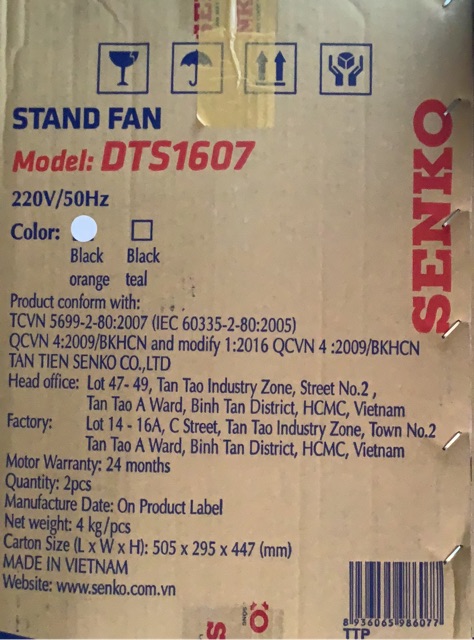 STAND FAN
Model: DTS1607
220V/50Hz
Color:
Black orange
Black teal
Product conform with:
TCVN 5699-2-80:2007 (IEC 60335-2-80:2005)
QCVN 4:2009/BKHCN and modify 1:2016 QCVN 4 :2009/BKHCN
TAN TIEN SENKO CO.,LTD
Head office: Lot 47- 49, Tan Tao Industry Zone, Street No.2 ,
Tan Tao A Ward, Binh Tan District, HCMC, Vietnam
Factory: Lot 14 - 16A, C Street, Tan Tao Industry Zone, Town No.2
Tan Tao A Ward, Binh Tan District, HCMC, Vietnam
Motor Warranty: 24 months
Quantity: 2pcs
Manufacture Date: On Product Label
Net weight: 4 kg/pcs
Carton Size (L x W x H): 505 x 295 x 447 (mm)
MADE IN VIETNAM
Website: www.senko.com.vn
SENKO
8936065986077
TTP